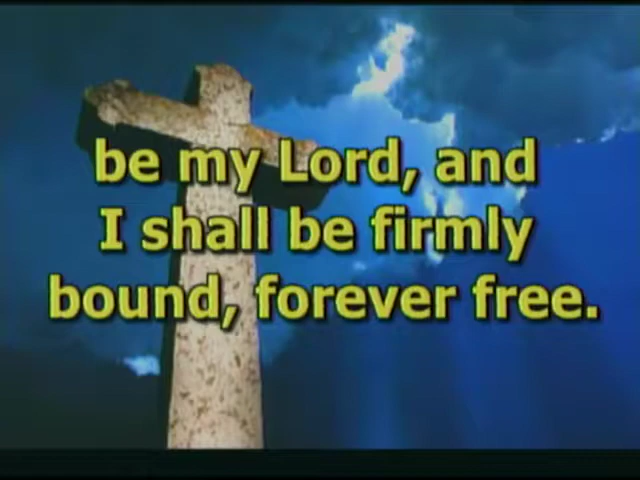 be my Lord, and
I shall be firmly
bound, forever free.